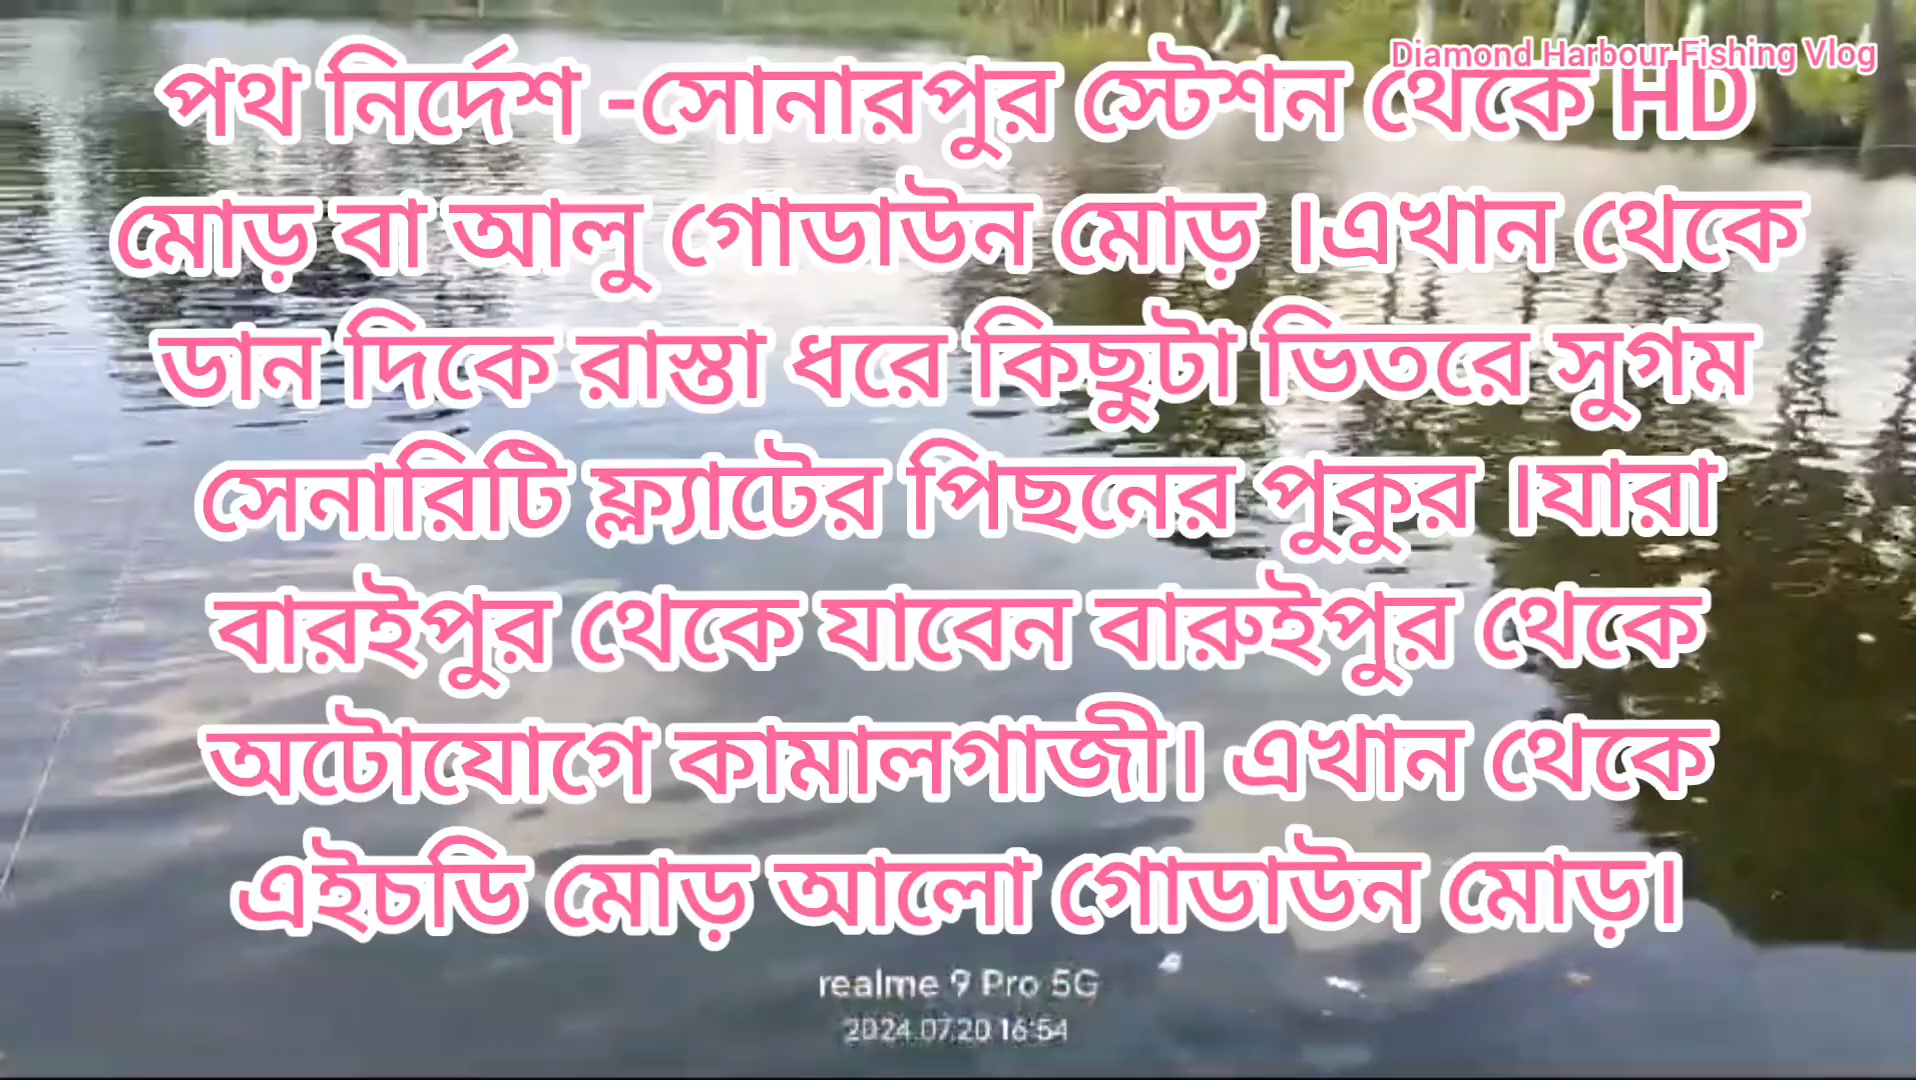 Diamond Harbour Fishing Vlog
পথ নির্দেশ -সোনারপুর স্টেশন থেকে HD
মোড় বা আলু গোডাউন মোড় ।এখান থেকে
ডান দিকে রাস্তা ধরে কিছুটা ভিতরে সুগম
সেনারিটি ফ্ল্যাটের পিছনের পুকুর ।যারা
বারইপুর থেকে যাবেন বারুইপুর থেকে
অটোযোগে কামালগাজী। এখান থেকে
এইচডি মোড় আলো গোডাউন মোড়।
realme 9 Pro 5G
2024.07.20 16:54